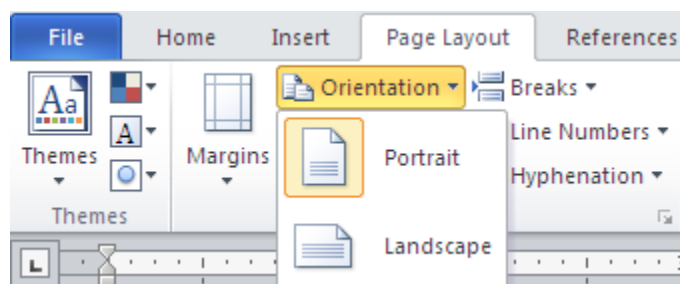 File Home Insert Page Layout References
Aa Orientation Breaks
A Portrait Line Numbers
Themes Margins Hyphenation
Themes
Landscape
L